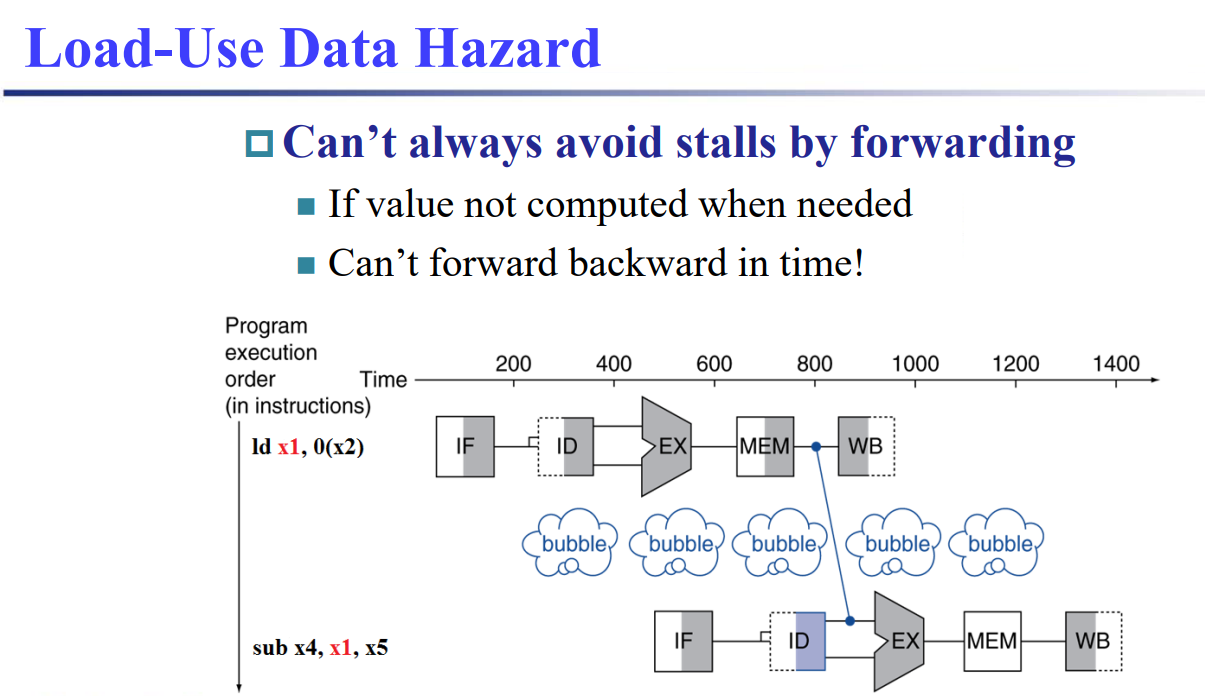 Load-Use Data Hazard
Can’t always avoid stalls by forwarding
If value not computed when needed
Can’t forward backward in time!
Program
execution
order
(in instructions)
Time
200 400 600 800 1000 1200 1400
ld x1, 0(x2)
IF ID EX MEM WB
bubble bubble bubble bubble bubble
sub x4, x1, x5
IF ID EX MEM WB